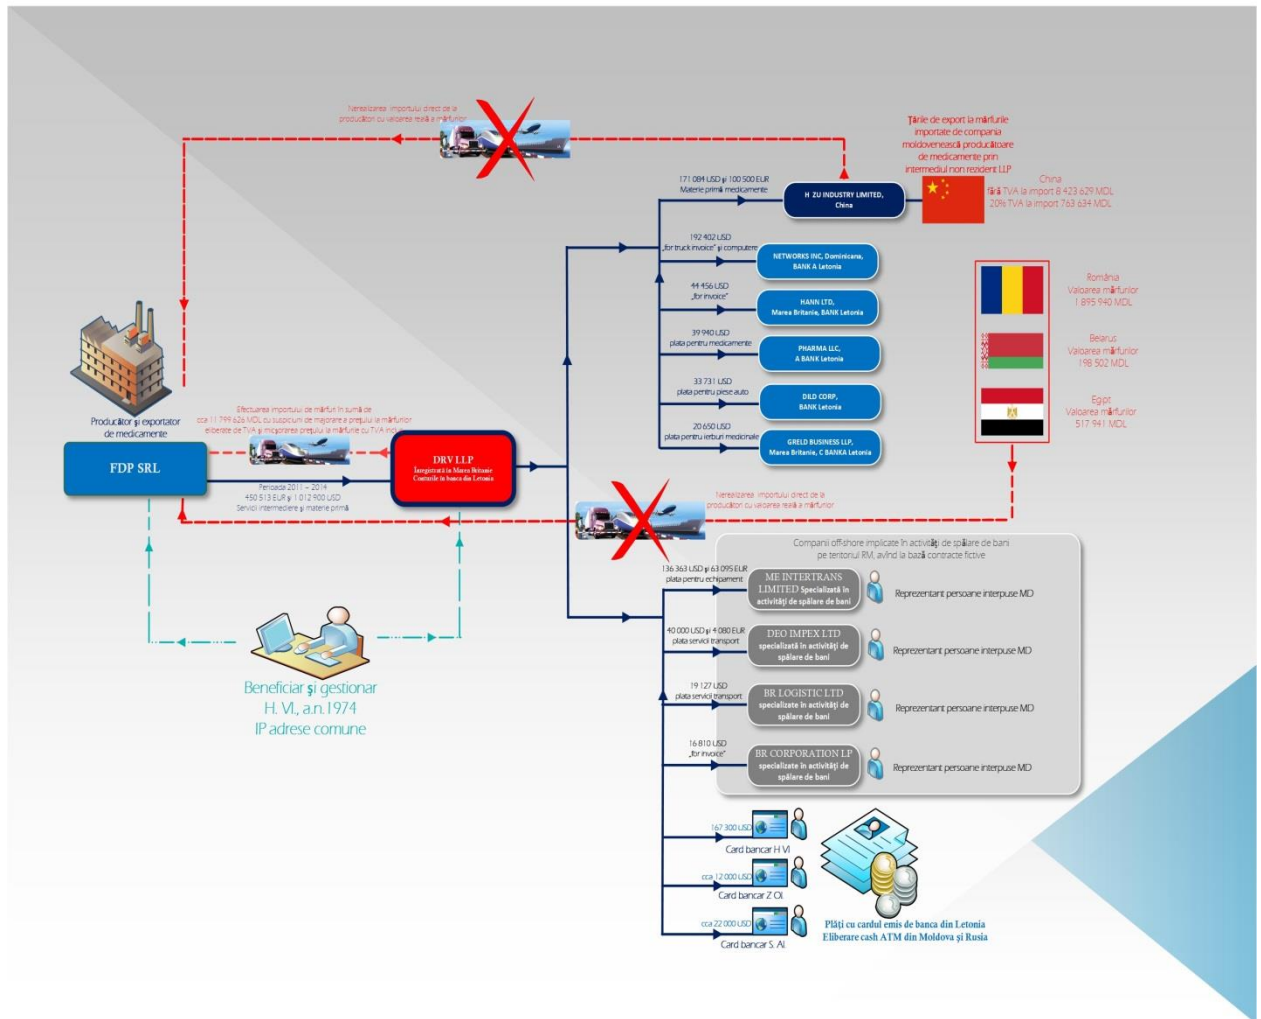 Nerealizarea importului direct de la
producător cu valoarea reală a mărfurilor
Țările de export la mărfurile
importate de compania
moldovenească producătoare
de medicamente prin
intermediul non rezident LLP
China
fără TVA la import 8 423 629 MDL
20% TVA la import 763 634 MDL
171 084 USD și 100 500 EUR
Materie primă medicamente
H ZU INDUSTRY LIMITED,
China
192 402 USD
„for truck invoice” și computere
NETWORKS INC, Dominicana,
BANK A Letonia
44 456 USD
„for invoice”
HANN LTD,
Marea Britanie, BANK Letonia
39 940 USD
plata pentru medicamente
PHARMA LLC,
A BANK Letonia
33 731 USD
plata pentru piese auto
DILD CORP,
BANK Letonia
20 650 USD
plata pentru ierburi medicinale
GRELD BUSINESS LLP,
Marea Britanie, C BANKA Letonia
România
Valoarea mărfurilor
1 895 940 MDL
Belarus
Valoarea mărfurilor
198 502 MDL
Egipt
Valoarea mărfurilor
517 941 MDL
Producător și exportator
de medicamente
FDP SRL
Efectuarea importului de mărfuri în sumă de
cca 11 799 626 MDL cu suspiciuni de majorare a prețului la mărfurilor
eliberate de TVA și micșorarea prețului la mărfurile cu TVA inclus
DRV LLP
Înregistrată în Marea Britanie
Conturile în banca din Letonia
Perioada 2011 – 2014
450 513 EUR și 1 012 900 USD
Servicii intermediere și materie primă
Nerealizarea importului direct de la
producător cu valoarea reală a mărfurilor
Beneficiar și gestionar
H. VI., a.n.1974
IP adrese comune
Companii off-shore implicate în activități de spălare de bani
pe teritoriul RM, avînd la bază contracte fictive
136 363 USD și 63 095 EUR
plata pentru echipament
ME INTERTRANS
LIMITED Specializată în
activități de spălare de bani
Reprezentant persoane interpuse MD
40 000 USD și 4 080 EUR
plata servicii transport
DEO IMPEX LTD
specializată în activități de
spălare de bani
Reprezentant persoane interpuse MD
19 127 USD
plata servicii transport
BR LOGISTIC LTD
specializate în activități de
spălare de bani
Reprezentant persoane interpuse MD
16 810 USD
„for invoice”
BR CORPORATION LP
specializate în activități de
spălare de bani
Reprezentant persoane interpuse MD
167 300 USD
Card bancar H VI
cca 12 000 USD
Card bancar Z OI
cca 22 000 USD
Card bancar S. AI
Plăți cu cardul emis de banca din Letonia
Eliberare cash ATM din Moldova și Rusia